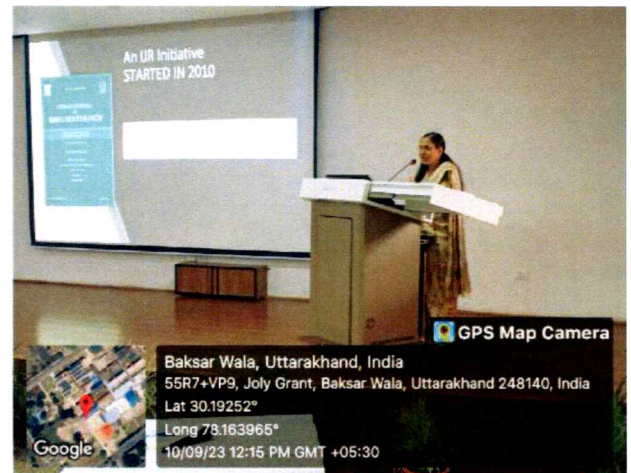 An IJR Initiative
STARTED IN 2010
GPS Map Camera
Baksar Wala, Uttarakhand, India
55R7+VP9, Joly Grant, Baksar Wala, Uttarakhand 248140, India
Lat 30.19252°
Long 78.163965°
10/09/23 12:15 PM GMT +05:30
Google